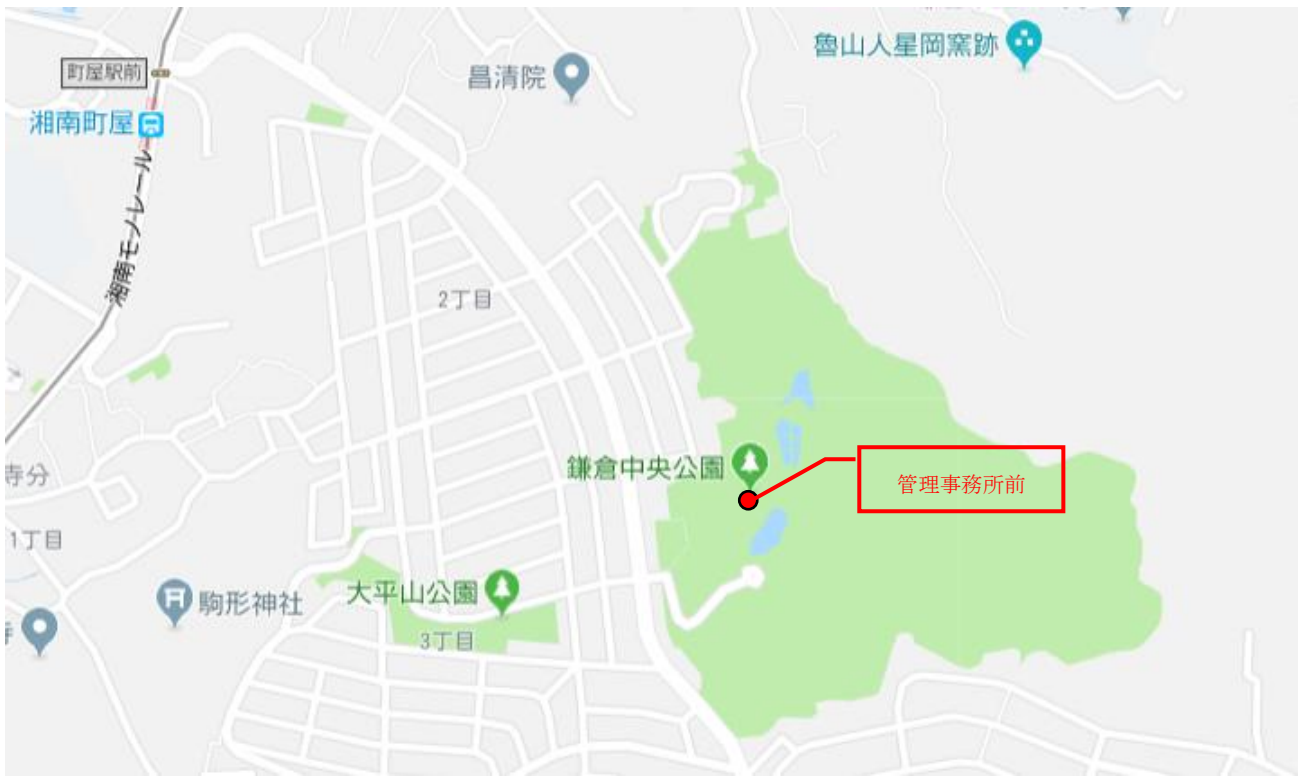 魯山人星岡窯跡
町屋駅前
昌清院
湘南町屋
湘南モノレール
2丁目
鎌倉中央公園
管理事務所前
寺分
1丁目
大平山公園
駒形神社
3丁目